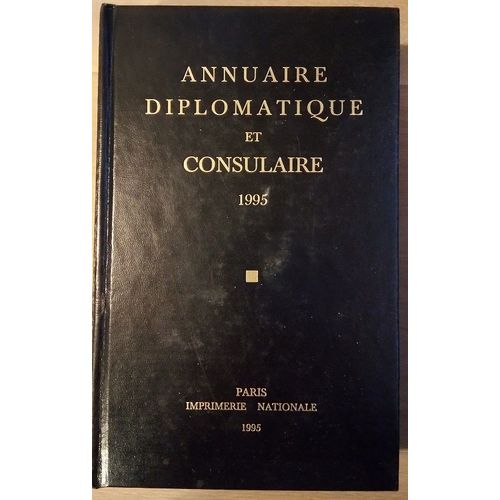 ANNUAIRE
DIPLOMATIQUE
ET
CONSULAIRE
1995
PARIS
IMPRIMERIE NATIONALE
1995